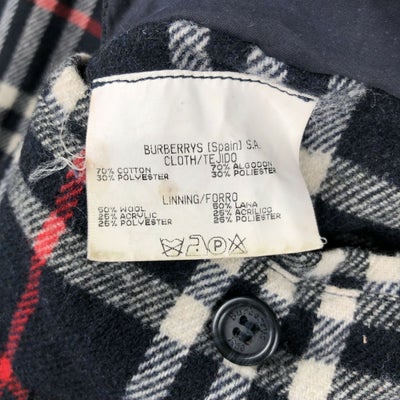 BURBERRYS (Spain) S.A.
CLOTH/TEJIDO
70% COTTON 70% ALGODON
30% POLYESTER 30% POLIESTER
LINNING/FORRO
50% WOOL 50% LANA
25% ACRYLIC 25% ACRILICO
25% POLYESTER 25% POLIESTER
P